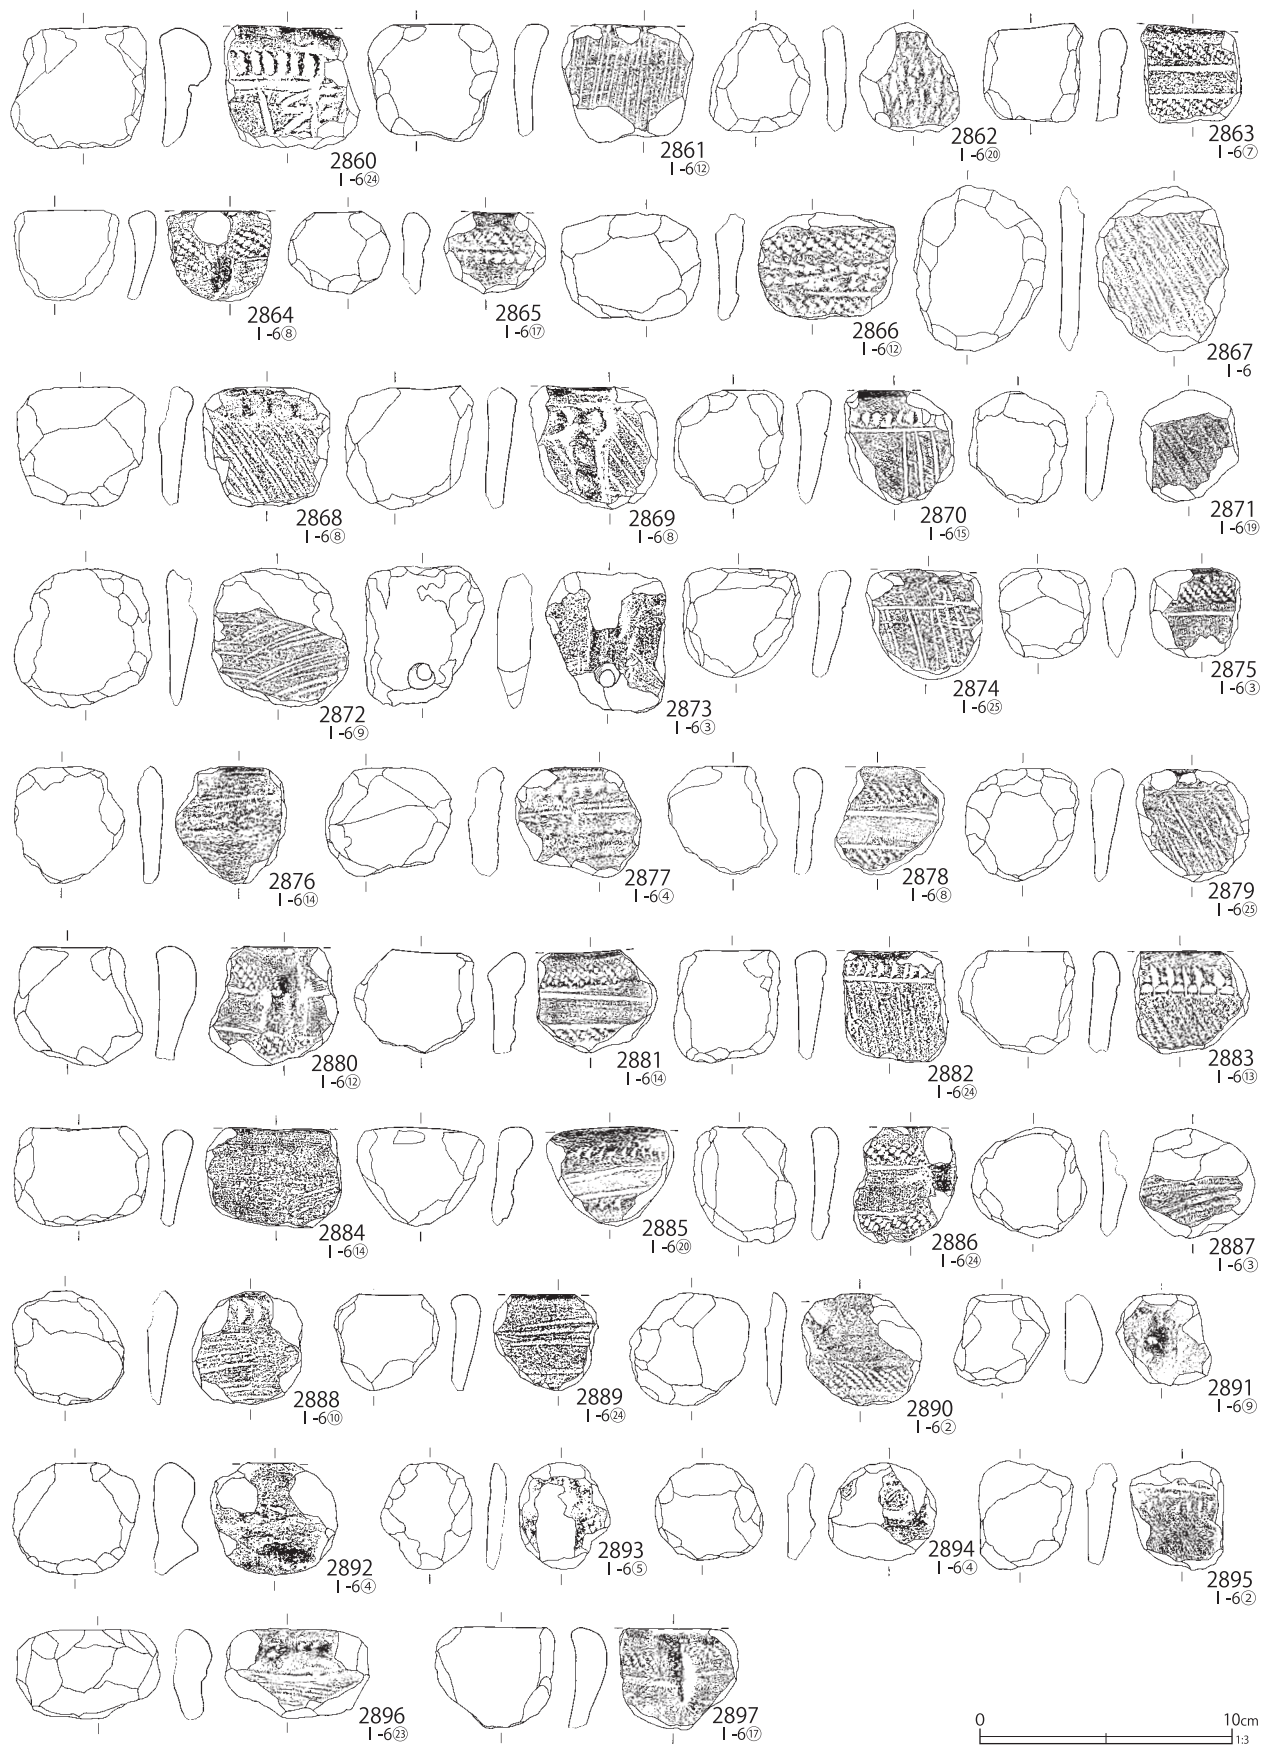 2860
I -6㉔
2861
I -6⑫
2862
I -6⑳
2863
I -6⑦
2864
I -6⑧
2865
I -6⑰
2866
I -6⑫
2867
I -6
2868
I -6⑧
2869
I -6⑧
2870
I -6⑮
2871
I -6⑲
2872
I -6⑨
2873
I -6③
2874
I -6㉕
2875
I -6③
2876
I -6⑭
2877
I -6④
2878
I -6⑧
2879
I -6㉕
2880
I -6⑫
2881
I -6⑭
2882
I -6㉔
2883
I -6⑬
2884
I -6⑭
2885
I -6⑳
2886
I -6㉔
2887
I -6③
2888
I -6⑩
2889
I -6㉔
2890
I -6②
2891
I -6⑨
2892
I -6④
2893
I -6⑤
2894
I -6④
2895
I -6②
2896
I -6㉓
2897
I -6⑰
0 10cm
1:3